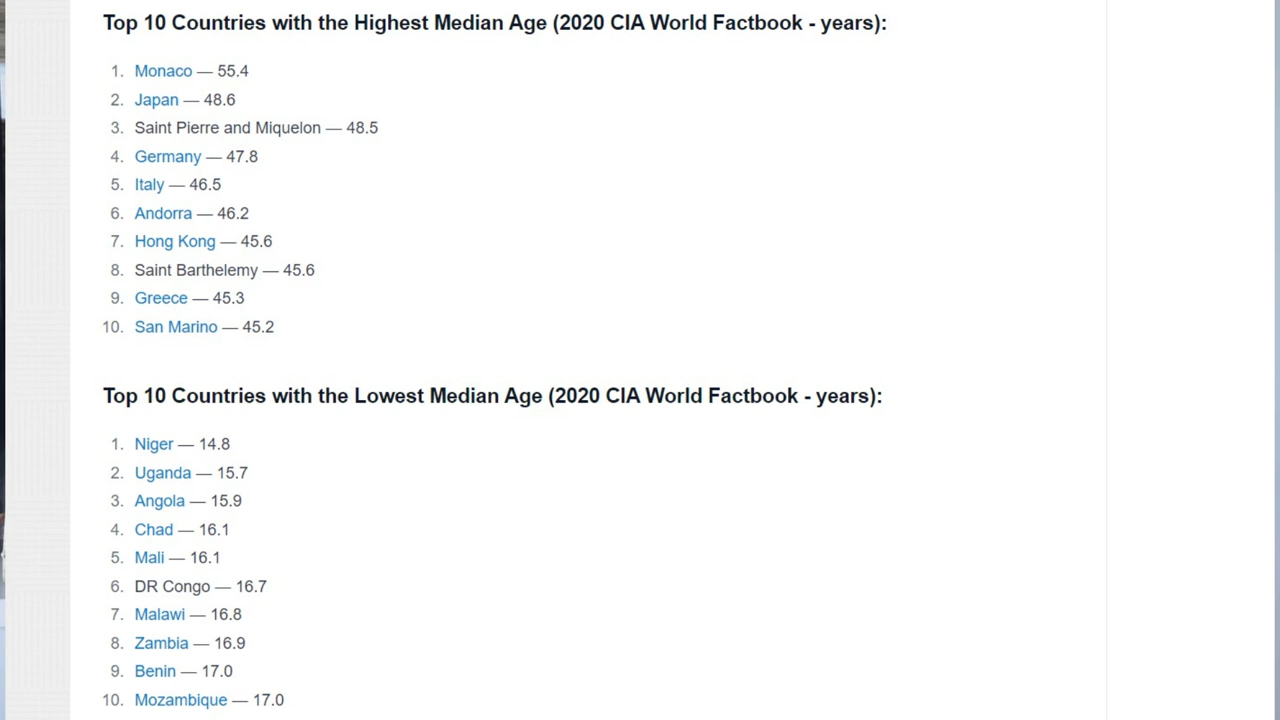 Top 10 Countries with the Highest Median Age (2020 CIA World Factbook - years):
1. Monaco — 55.4
2. Japan — 48.6
3. Saint Pierre and Miquelon — 48.5
4. Germany — 47.8
5. Italy — 46.5
6. Andorra — 46.2
7. Hong Kong — 45.6
8. Saint Barthelemy — 45.6
9. Greece — 45.3
10. San Marino — 45.2
Top 10 Countries with the Lowest Median Age (2020 CIA World Factbook - years):
1. Niger — 14.8
2. Uganda — 15.7
3. Angola — 15.9
4. Chad — 16.1
5. Mali — 16.1
6. DR Congo — 16.7
7. Malawi — 16.8
8. Zambia — 16.9
9. Benin — 17.0
10. Mozambique — 17.0